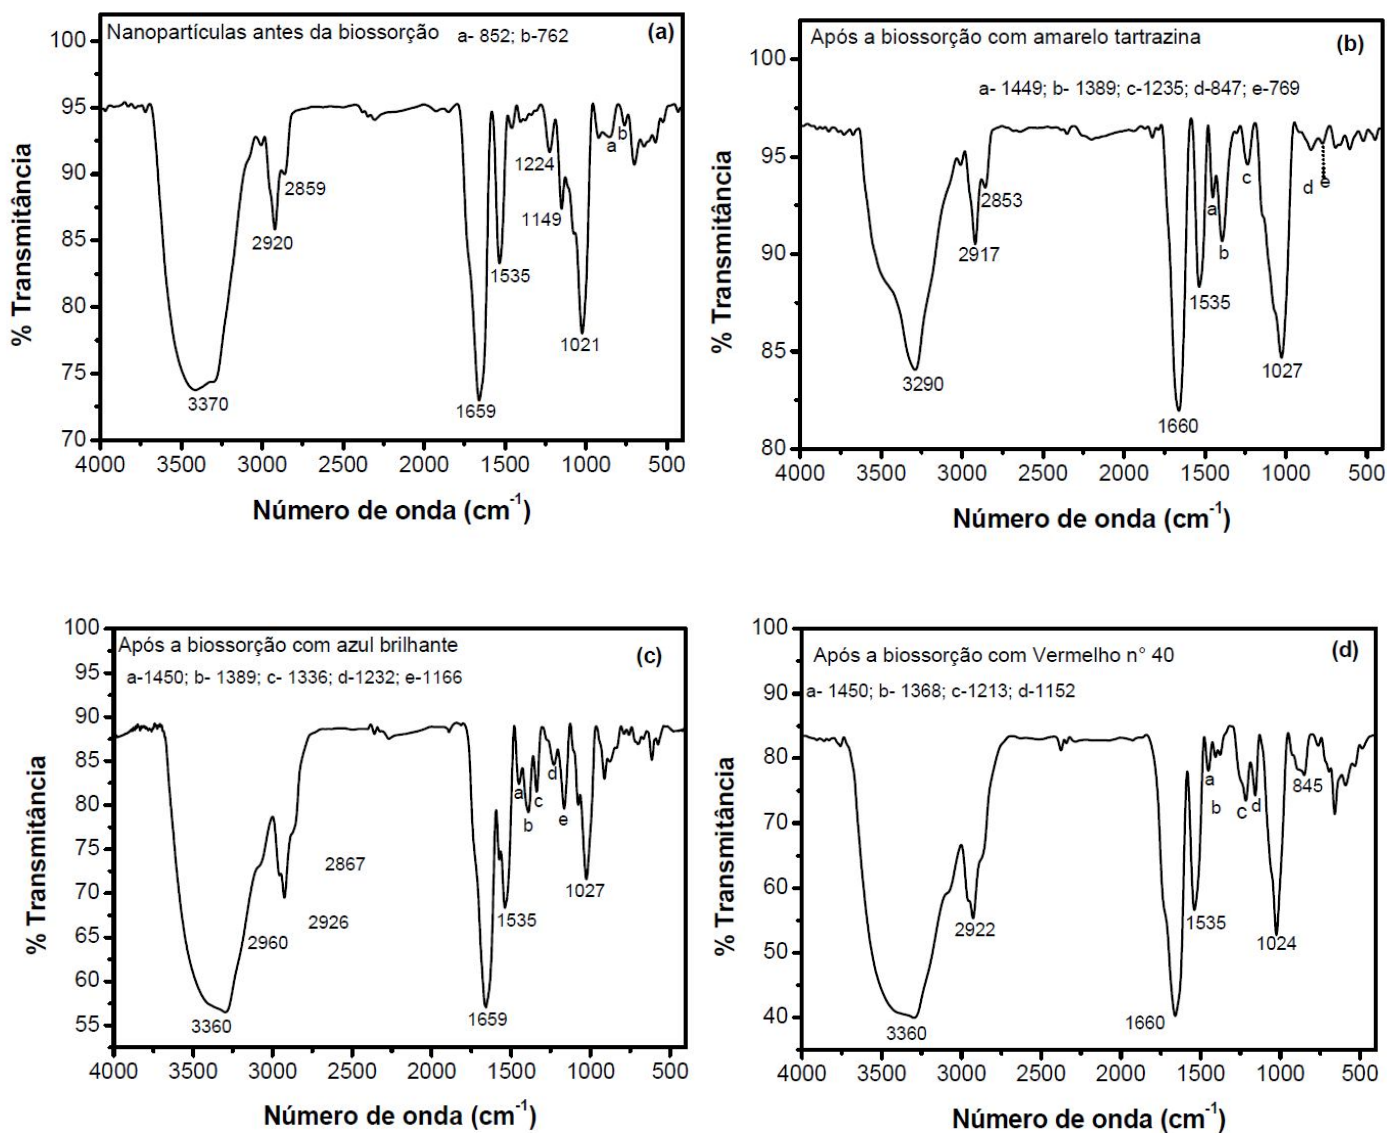 Nanopartículas antes da biossorção a- 852; b-762 (a)
100
95
90
85
80
75
70
% Transmitância
3370
2920
2859
1659
1535
1224
1149
1021
a
b
4000 3500 3000 2500 2000 1500 1000 500
Número de onda (cm-1)
Após a biossorção com amarelo tartrazina (b)
a- 1449; b- 1389; c-1235; d-847; e-769
100
95
90
85
80
% Transmitância
3290
2917
2853
1660
1535
a
b
c
1027
d
e
4000 3500 3000 2500 2000 1500 1000 500
Número de onda (cm-1)
Após a biossorção com azul brilhante (c)
a-1450; b- 1389; c- 1336; d-1232; e-1166
100
95
90
85
80
75
70
65
60
55
% Transmitância
3360
2960
2926
2867
1659
1535
a
b
c
d
e
1027
4000 3500 3000 2500 2000 1500 1000 500
Número de onda (cm-1)
Após a biossorção com Vermelho n° 40 (d)
a- 1450; b- 1368; c-1213; d-1152
100
90
80
70
60
50
40
% Transmitância
3360
2922
1660
1535
a
b
c
d
1024
845
4000 3500 3000 2500 2000 1500 1000 500
Número de onda (cm-1)